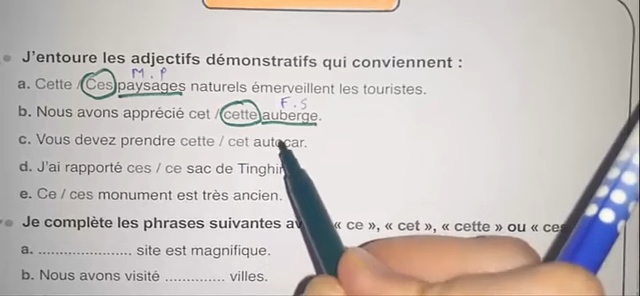 J'entoure les adjectifs démonstratifs qui conviennent :
M.P
a. Cette / Ces paysages naturels émerveillent les touristes.
F.S
b. Nous avons apprécié cet / cette auberge.
c. Vous devez prendre cette / cet autocar.
d. J'ai rapporté ces / ce sac de Tinghir
e. Ce / ces monument est très ancien.
Je complète les phrases suivantes « ce », « cet », « cette » ou «
a. ...................... site est magnifique.
b. Nous avons visité .............. villes.